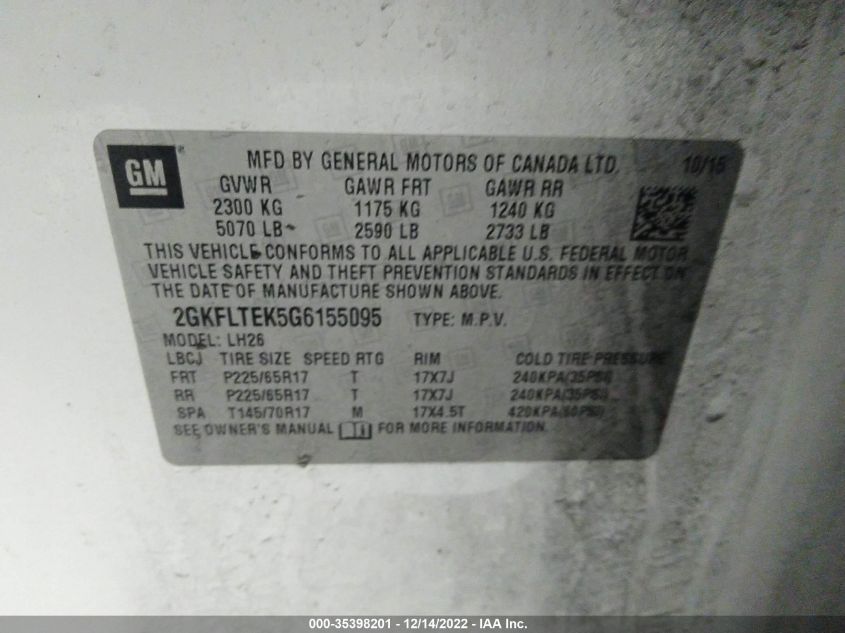 GM
MFD BY GENERAL MOTORS OF CANADA LTD. 10/15
GVWR GAWR FRT GAWR RR
2300 KG 1175 KG 1240 KG
5070 LB 2590 LB 2733 LB
THIS VEHICLE CONFORMS TO ALL APPLICABLE U.S. FEDERAL MOTOR
VEHICLE SAFETY AND THEFT PREVENTION STANDARDS IN EFFECT ON
THE DATE OF MANUFACTURE SHOWN ABOVE.
2GKFLTEK5G6155095 TYPE: M.P.V.
MODEL: LH26
LBCJ TIRE SIZE SPEED RTG RIM COLD TIRE PRESSURE
FRT P225/65R17 T 17X7J 240KPA(35PSI)
RR P225/65R17 T 17X7J 240KPA(35PSI)
SPA T145/70R17 M 17X4.5T 420KPA(60PSI)
SEE OWNER'S MANUAL FOR MORE INFORMATION.
000-35398201 - 12/14/2022 - IAA Inc.